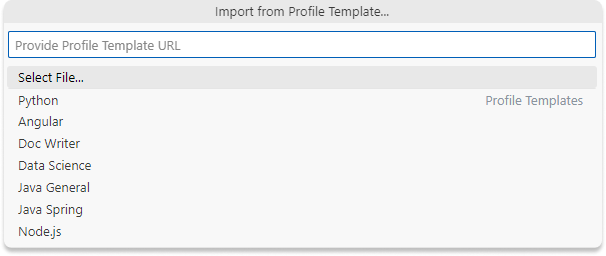 Import from Profile Template...
Provide Profile Template URL
Select File...
Python Profile Templates
Angular
Doc Writer
Data Science
Java General
Java Spring
Node.js